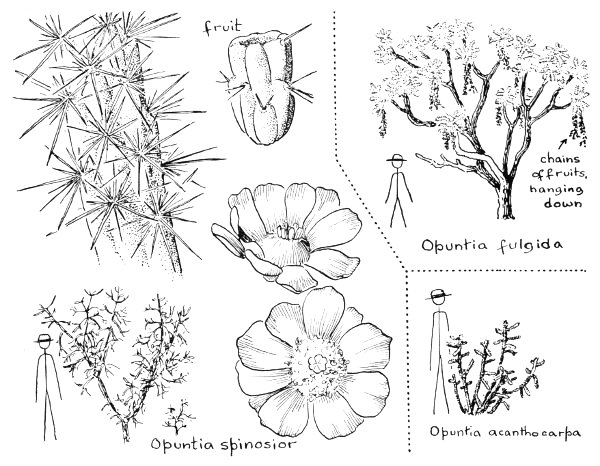 fruit
chains
of fruits,
hanging
down
Opuntia fulgida
Opuntia spinosior
Opuntia acanthocarpa